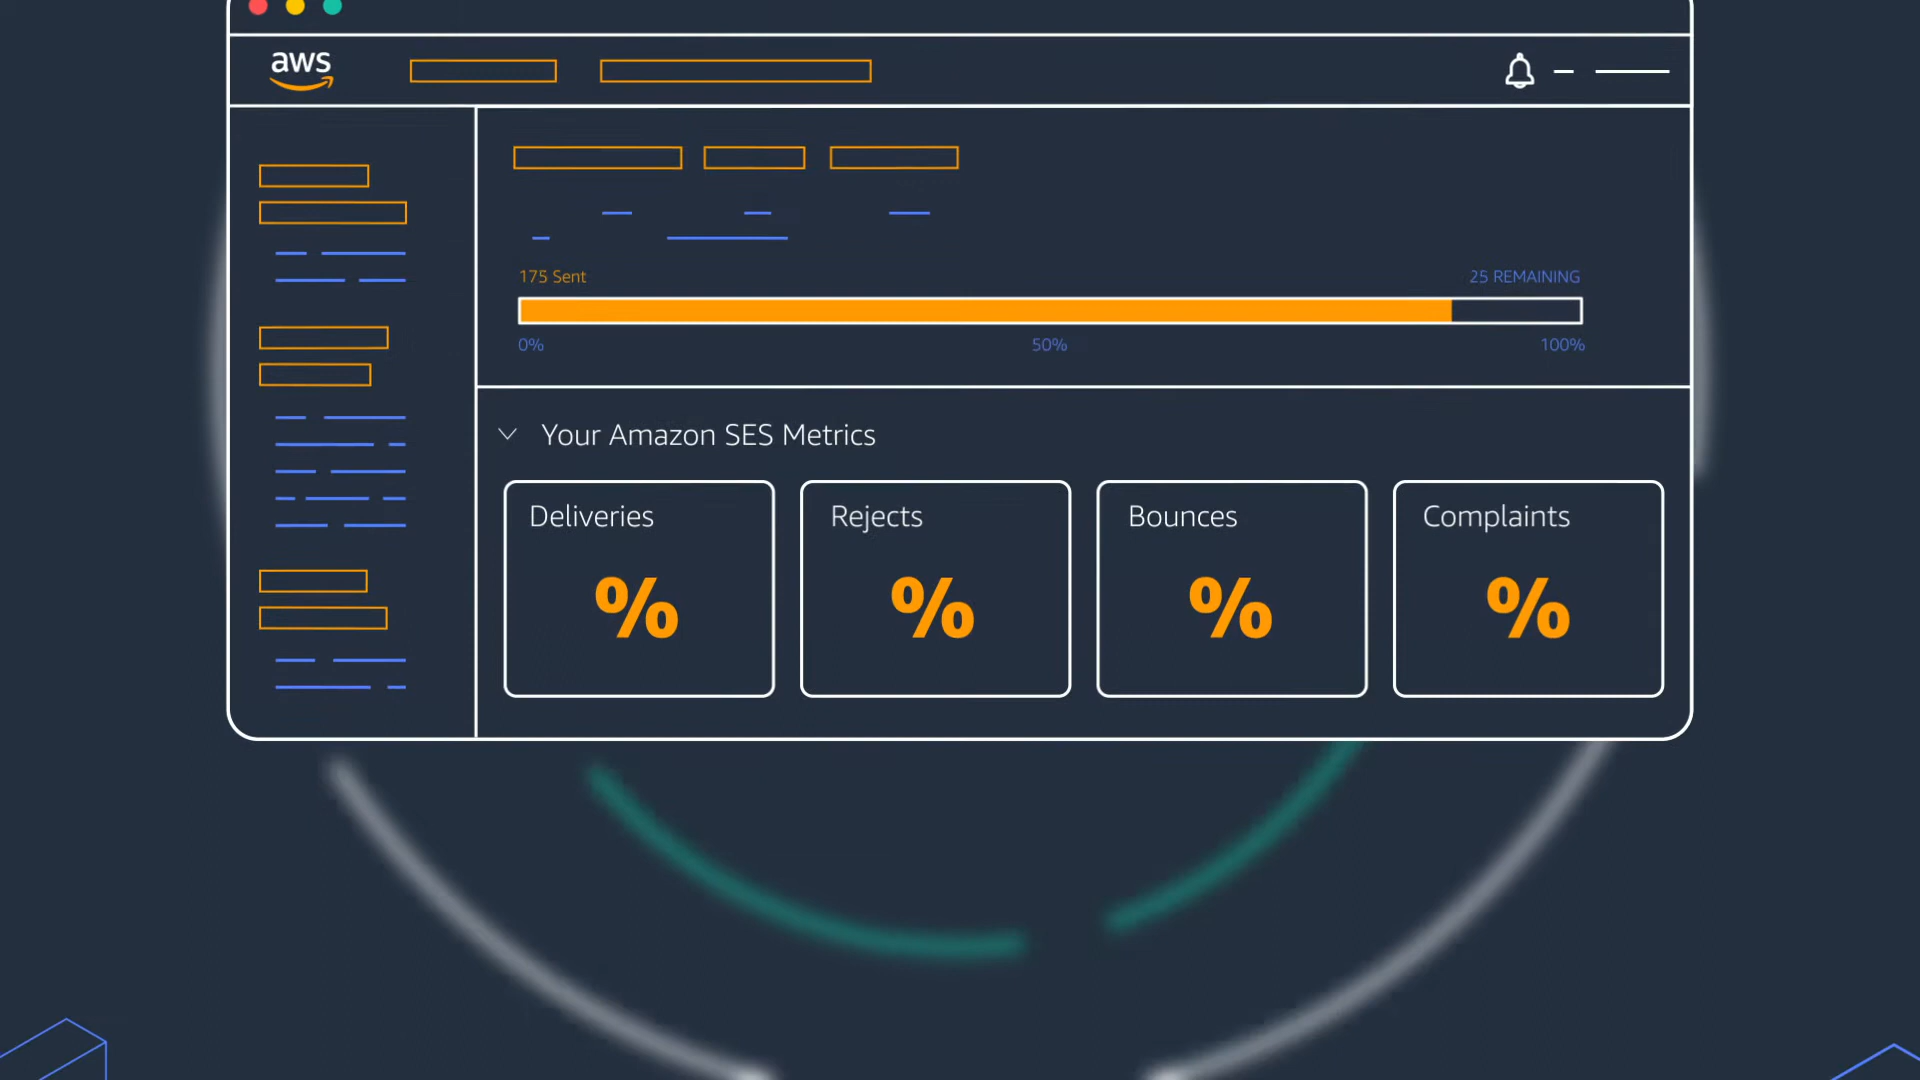 aws
175 Sent
25 REMAINING
0%
50%
100%
Your Amazon SES Metrics
Deliveries
Rejects
Bounces
Complaints
%
%
%
%